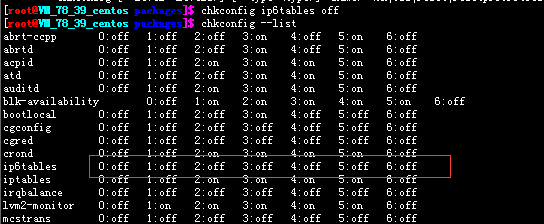 [root@VM_78_39_centos packages]$ chkconfig ip6tables off
[root@VM_78_39_centos packages]$ chkconfig --list
abrt-ccpp 0:off 1:off 2:off 3:on 4:off 5:on 6:off
abrtd 0:off 1:off 2:off 3:on 4:off 5:on 6:off
acpid 0:off 1:off 2:on 3:on 4:on 5:on 6:off
atd 0:off 1:off 2:off 3:on 4:on 5:on 6:off
auditd 0:off 1:off 2:on 3:on 4:on 5:on 6:off
blk-availability 0:off 1:on 2:on 3:on 4:on 5:on 6:off
bootlocal 0:off 1:off 2:on 3:on 4:on 5:on 6:off
cgconfig 0:off 1:off 2:off 3:off 4:off 5:off 6:off
cgred 0:off 1:off 2:off 3:off 4:off 5:off 6:off
crond 0:off 1:off 2:on 3:on 4:on 5:on 6:off
ip6tables 0:off 1:off 2:off 3:off 4:off 5:off 6:off
iptables 0:off 1:off 2:on 3:on 4:on 5:on 6:off
irqbalance 0:off 1:off 2:off 3:on 4:on 5:on 6:off
lvm2-monitor 0:off 1:on 2:on 3:on 4:on 5:on 6:off
mcstrans 0:off 1:off 2:off 3:off 4:off 5:off 6:off